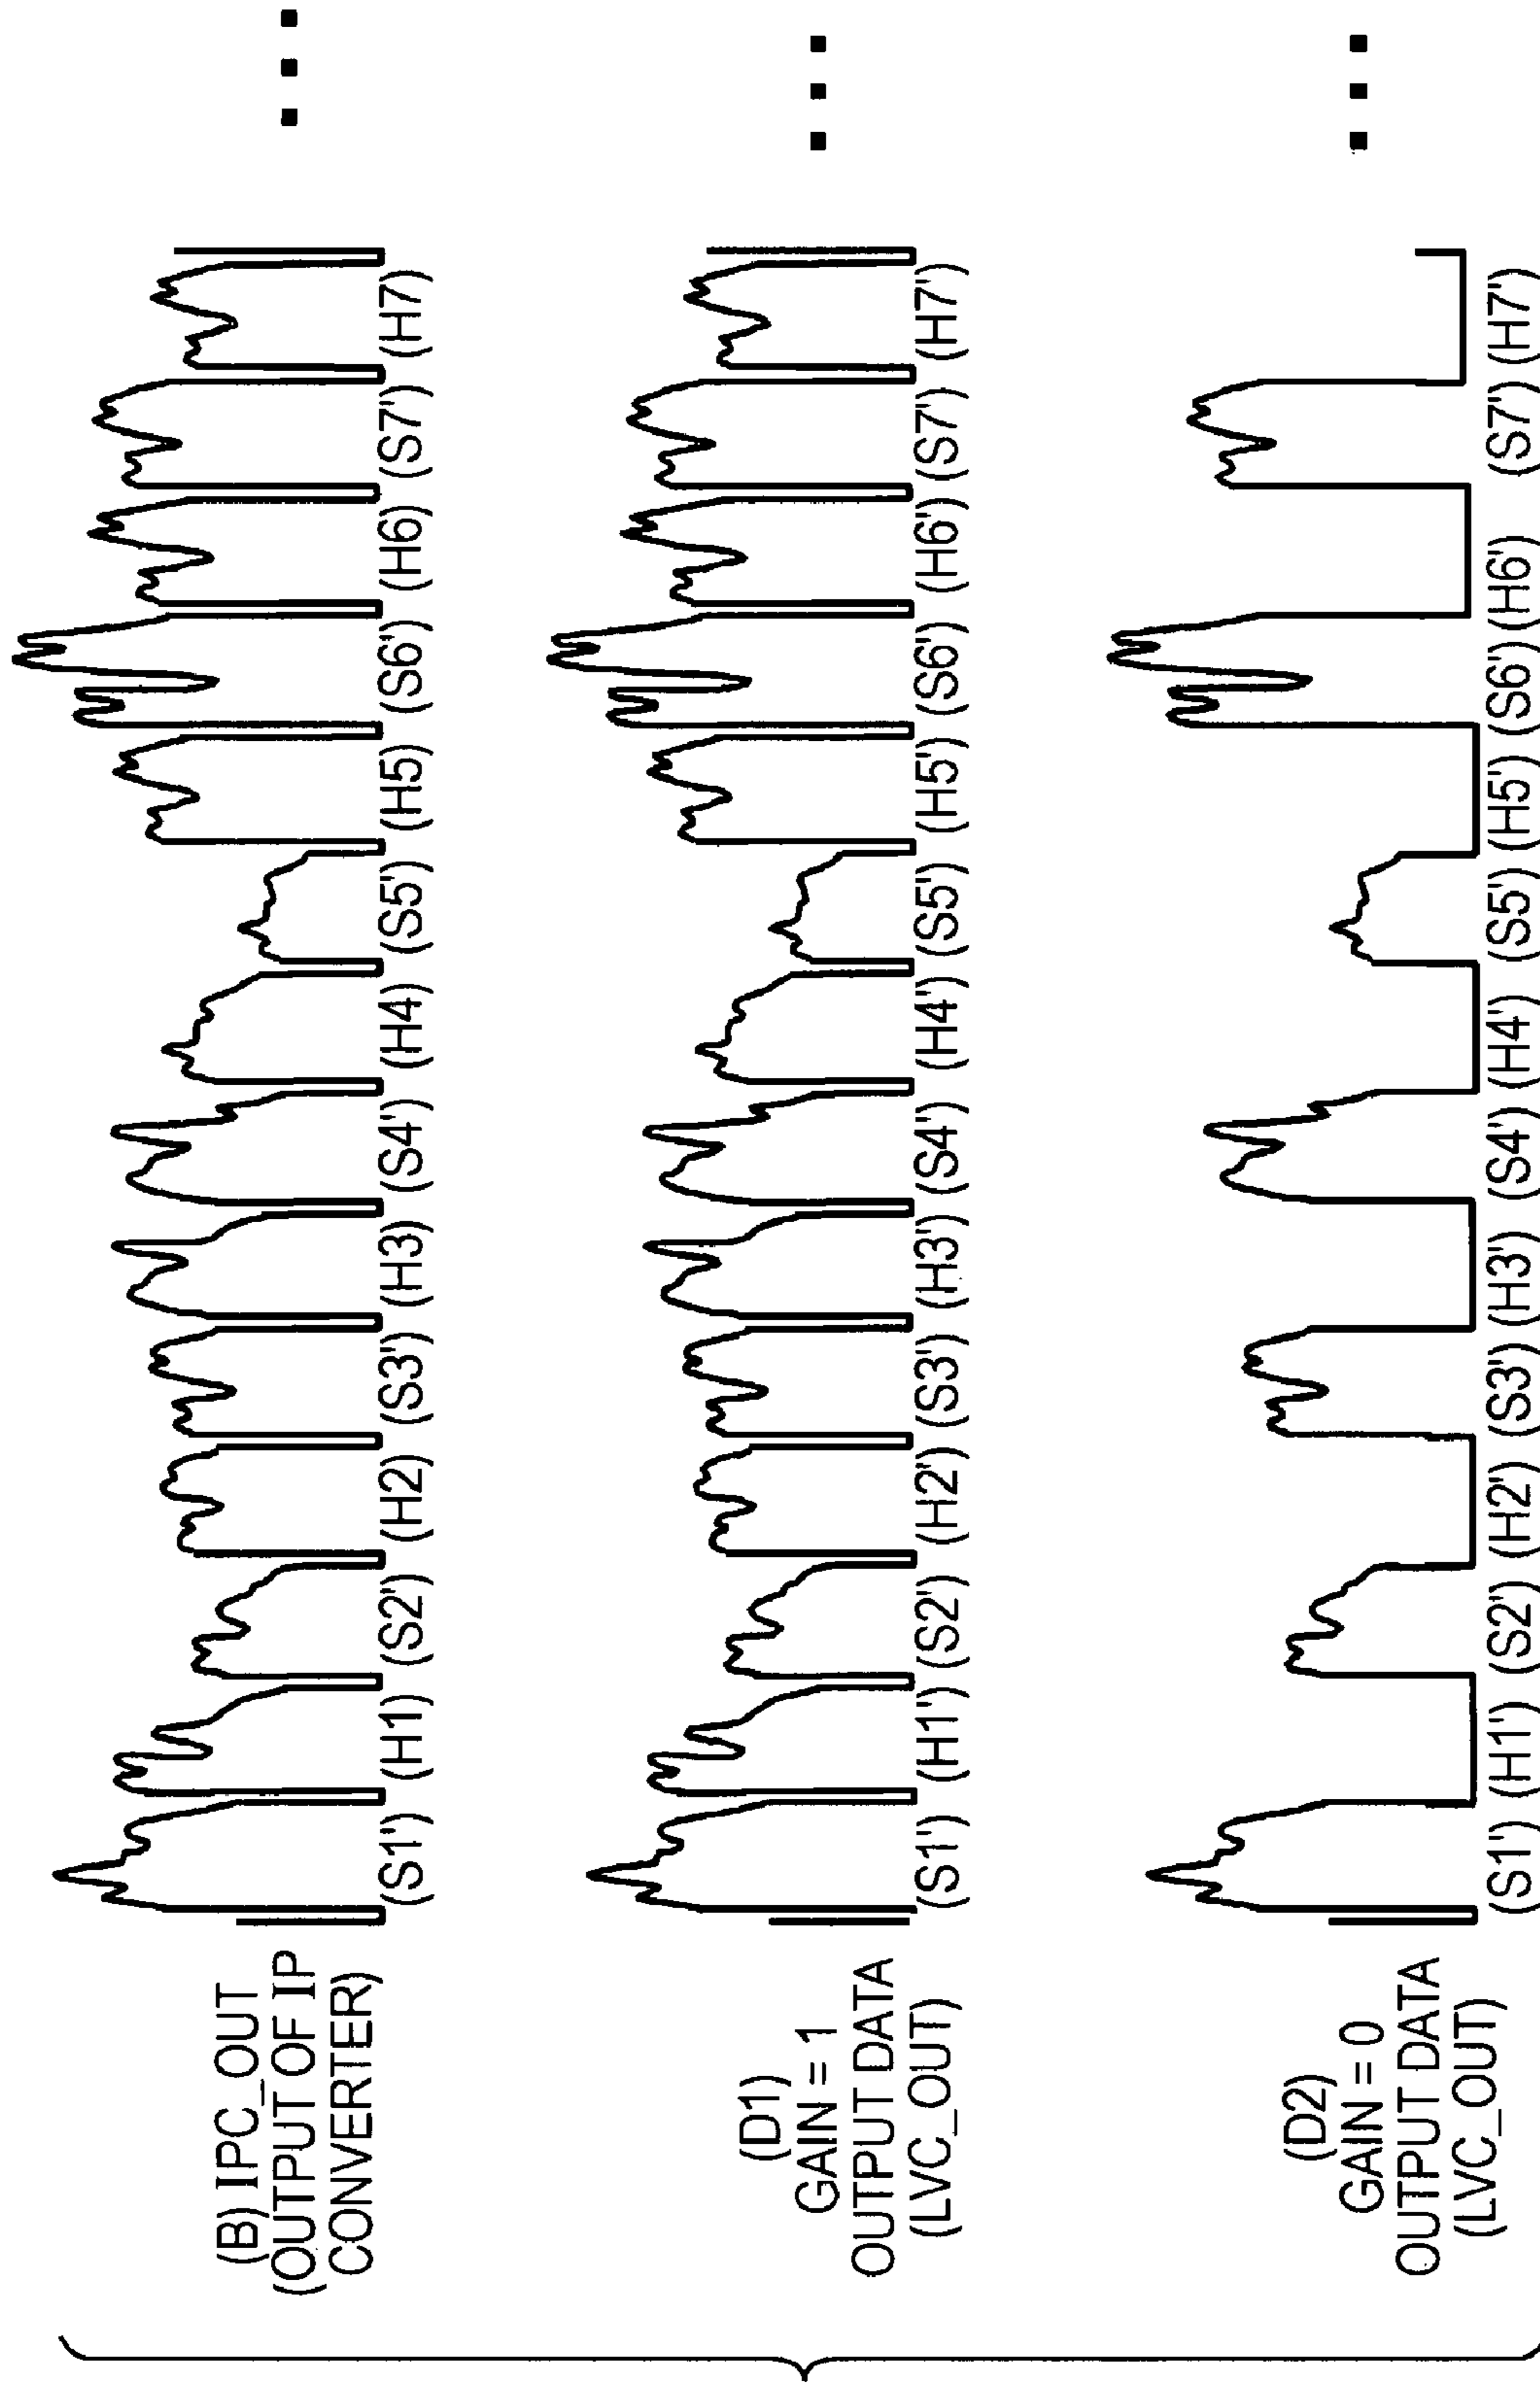 (B) IPC_OUT
(OUTPUT OF IP
CONVERTER)
(S1') (H1) (S2') (H2) (S3') (H3) (S4') (H4) (S5') (H5) (S6') (H6) (S7') (H7)
(D1)
GAIN = 1
OUTPUT DATA
(LVC_OUT)
(S1') (H1') (S2') (H2') (S3') (H3') (S4') (H4') (S5') (H5') (S6') (H6') (S7') (H7')
(D2)
GAIN = 0
OUTPUT DATA
(LVC_OUT)
(S1') (H1') (S2') (H2') (S3') (H3') (S4') (H4') (S5') (H5') (S6') (H6') (S7') (H7')